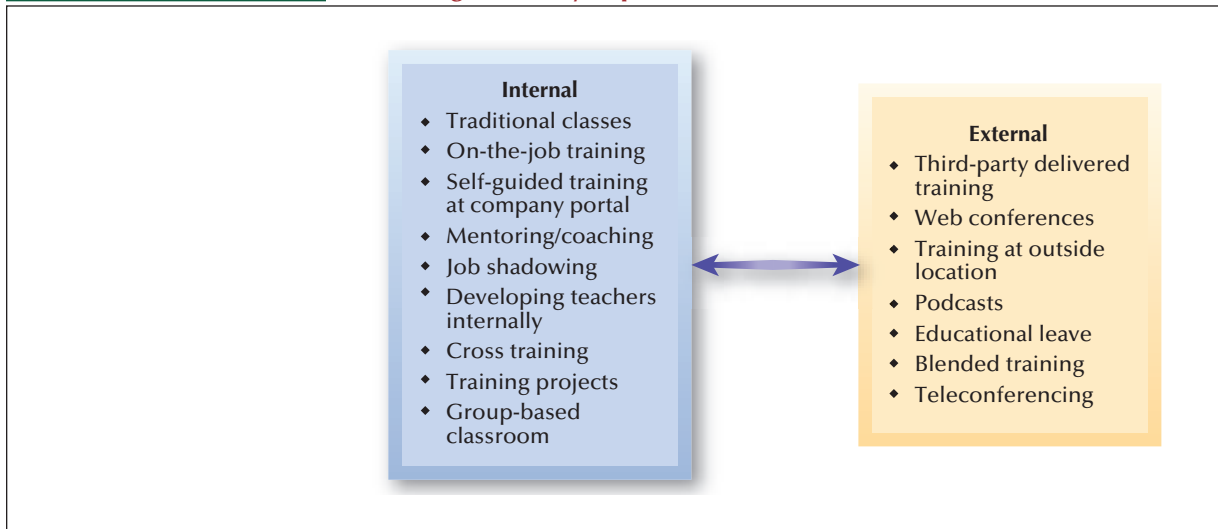 Internal
◆ Traditional classes
◆ On-the-job training
◆ Self-guided training
at company portal
◆ Mentoring/coaching
◆ Job shadowing
◆ Developing teachers
internally
◆ Cross training
◆ Training projects
◆ Group-based
classroom
External
◆ Third-party delivered
training
◆ Web conferences
◆ Training at outside
location
◆ Podcasts
◆ Educational leave
◆ Blended training
◆ Teleconferencing